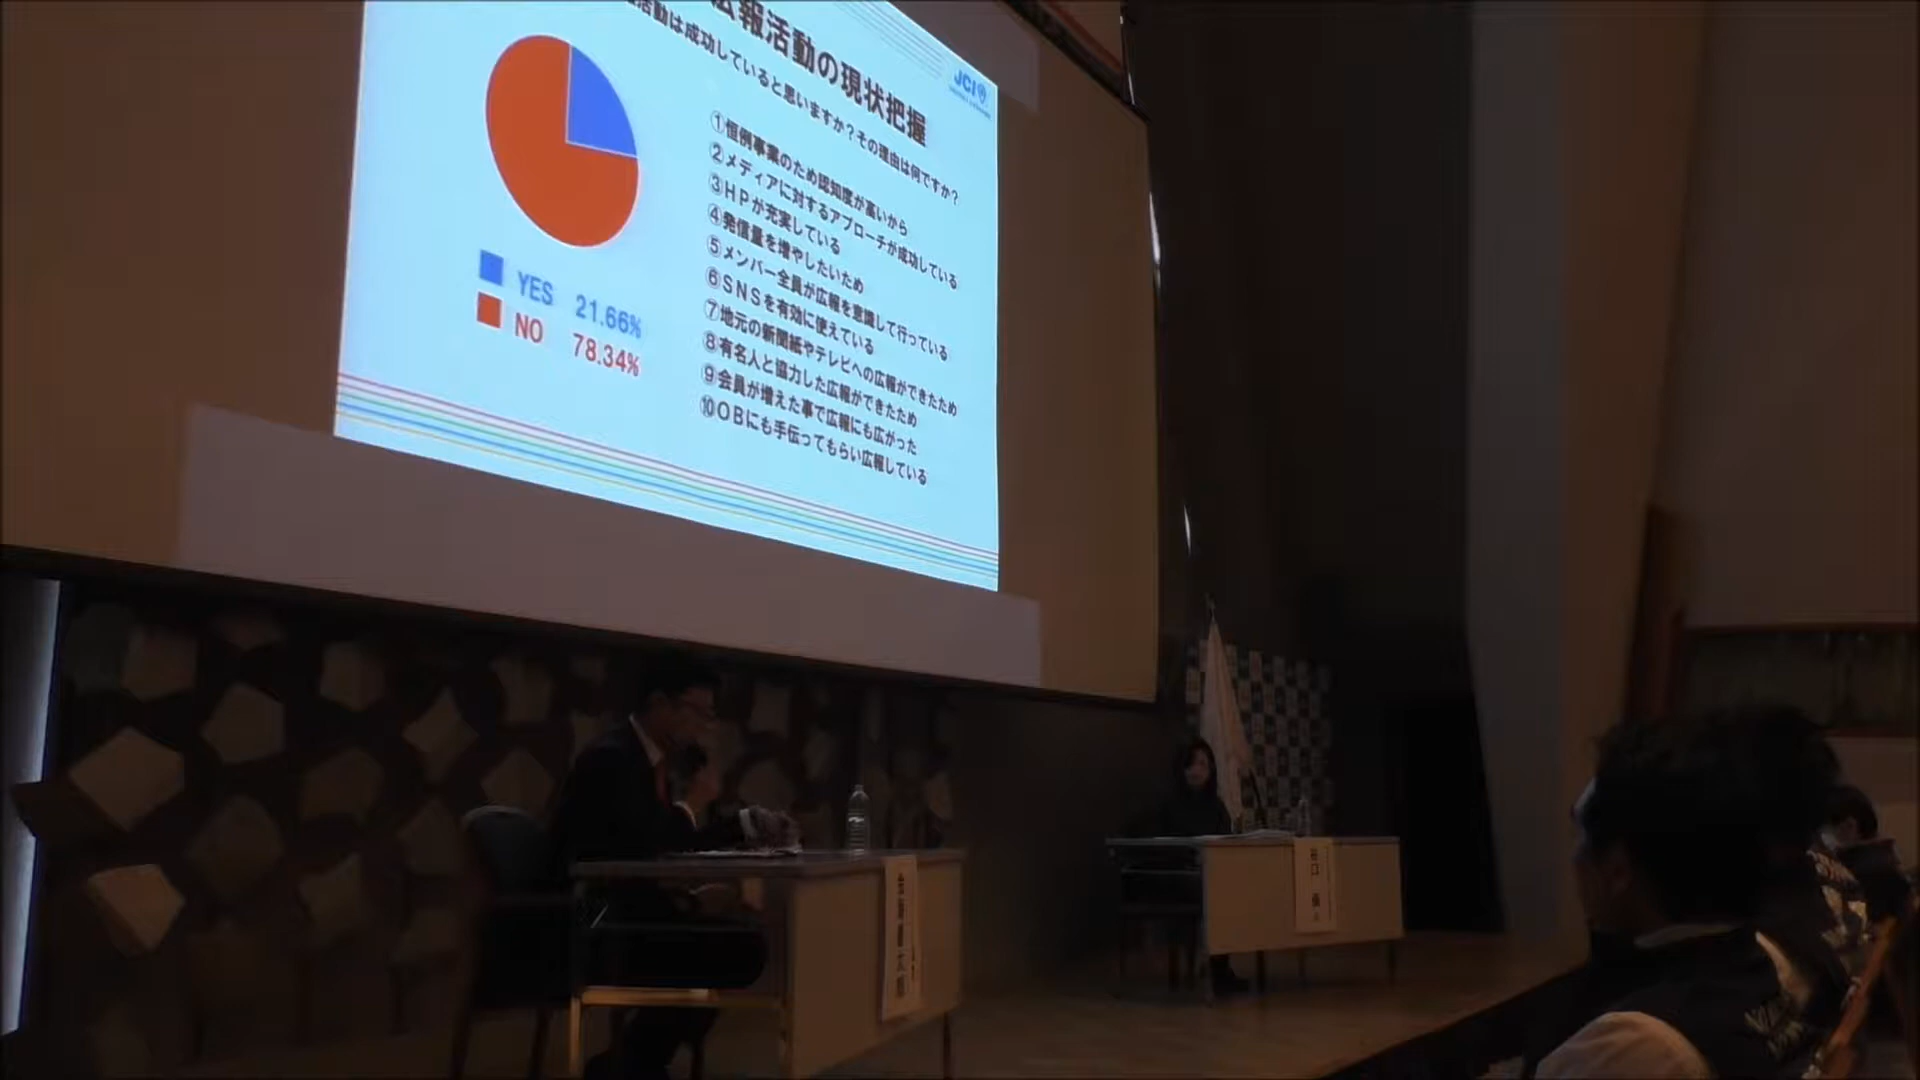 広報活動の現状把握
活動は成功していると思いますか？その理由は何ですか？
JCI
①恒例事業のため認知度が高いから
②メディアに対するアプローチが成功している
③ＨＰが充実している
④発信量を増やしたいため
⑤メンバー全員が広報を意識して行っている
⑥ＳＮＳを有効に使えている
⑦地元の新聞紙やテレビへの広報ができたため
⑧有名人と協力した広報ができたため
⑨会員が増えた事で広報にも広がった
⑩ＯＢにも手伝ってもらい広報している
YES 21.66%
NO 78.34%
谷口